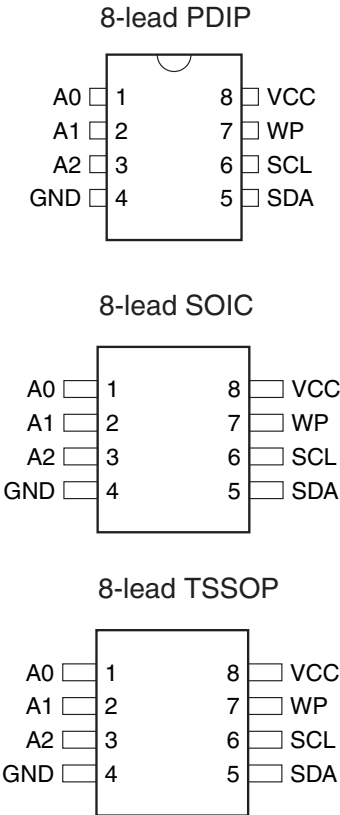 8-lead PDIP
A0 1 8 VCC
A1 2 7 WP
A2 3 6 SCL
GND 4 5 SDA
8-lead SOIC
A0 1 8 VCC
A1 2 7 WP
A2 3 6 SCL
GND 4 5 SDA
8-lead TSSOP
A0 1 8 VCC
A1 2 7 WP
A2 3 6 SCL
GND 4 5 SDA